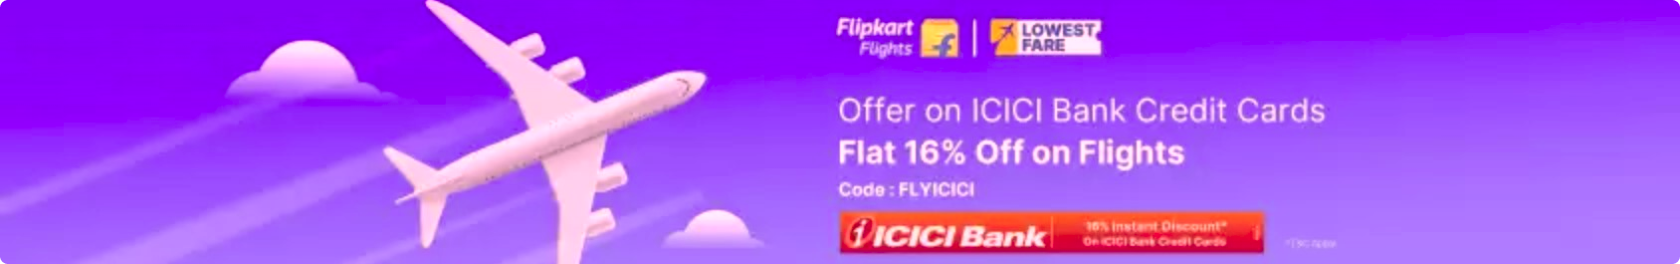 Flipkart
Flights
LOWEST
FARE
Offer on ICICI Bank Credit Cards
Flat 16% Off on Flights
Code : FLYICICI
ICICI Bank
16% Instant Discount*
On ICICI Bank Credit Cards
*T&C Apply